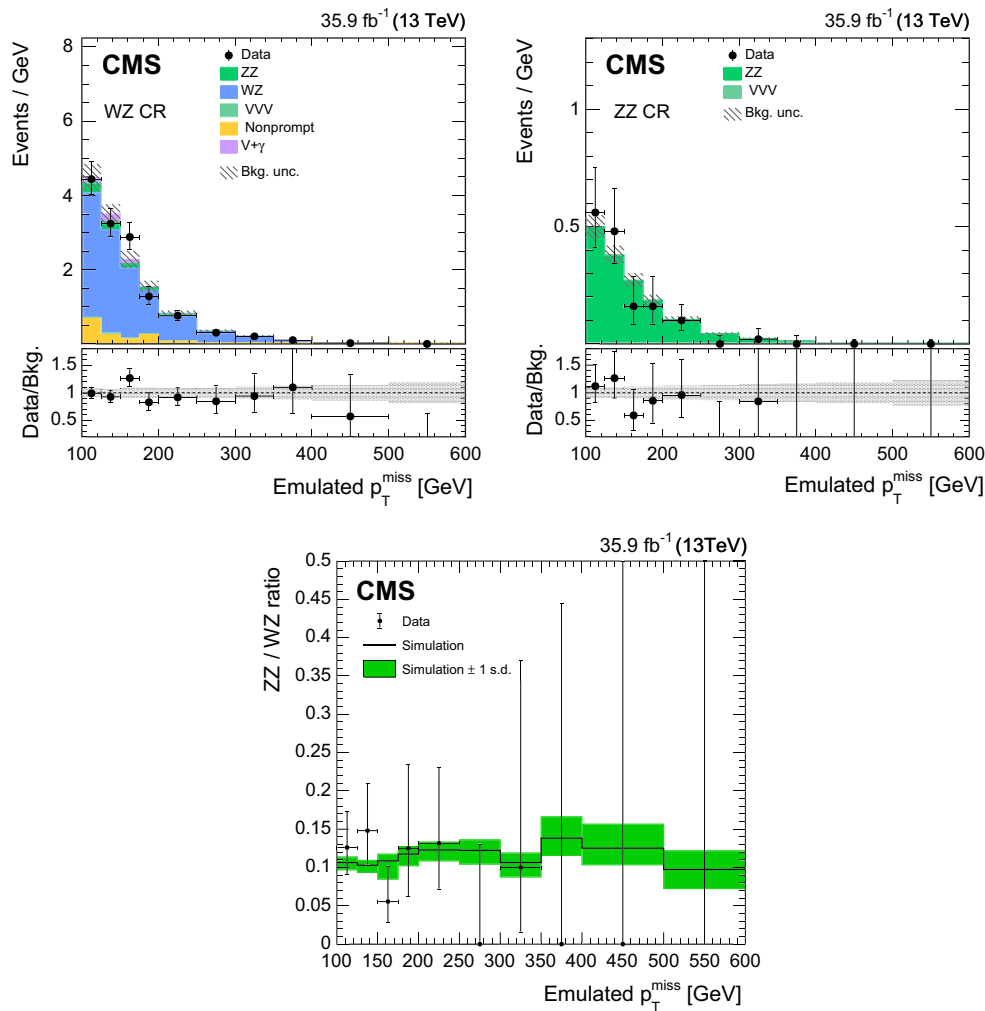 35.9 fb⁻¹ (13 TeV)
CMS
WZ CR
Data
ZZ
WZ
VVV
Nonprompt
V+γ
Bkg. unc.
Events / GeV
8
6
4
2
Data/Bkg.
1.5
1
0.5
100 200 300 400 500 600
Emulated p_T^miss [GeV]
35.9 fb⁻¹ (13 TeV)
CMS
ZZ CR
Data
ZZ
VVV
Bkg. unc.
Events / GeV
1
0.5
Data/Bkg.
1.5
1
0.5
100 200 300 400 500 600
Emulated p_T^miss [GeV]
35.9 fb⁻¹ (13TeV)
CMS
Data
Simulation
Simulation ± 1 s.d.
ZZ / WZ ratio
0.5
0.45
0.4
0.35
0.3
0.25
0.2
0.15
0.1
0.05
0
100 150 200 250 300 350 400 450 500 550 600
Emulated p_T^miss [GeV]